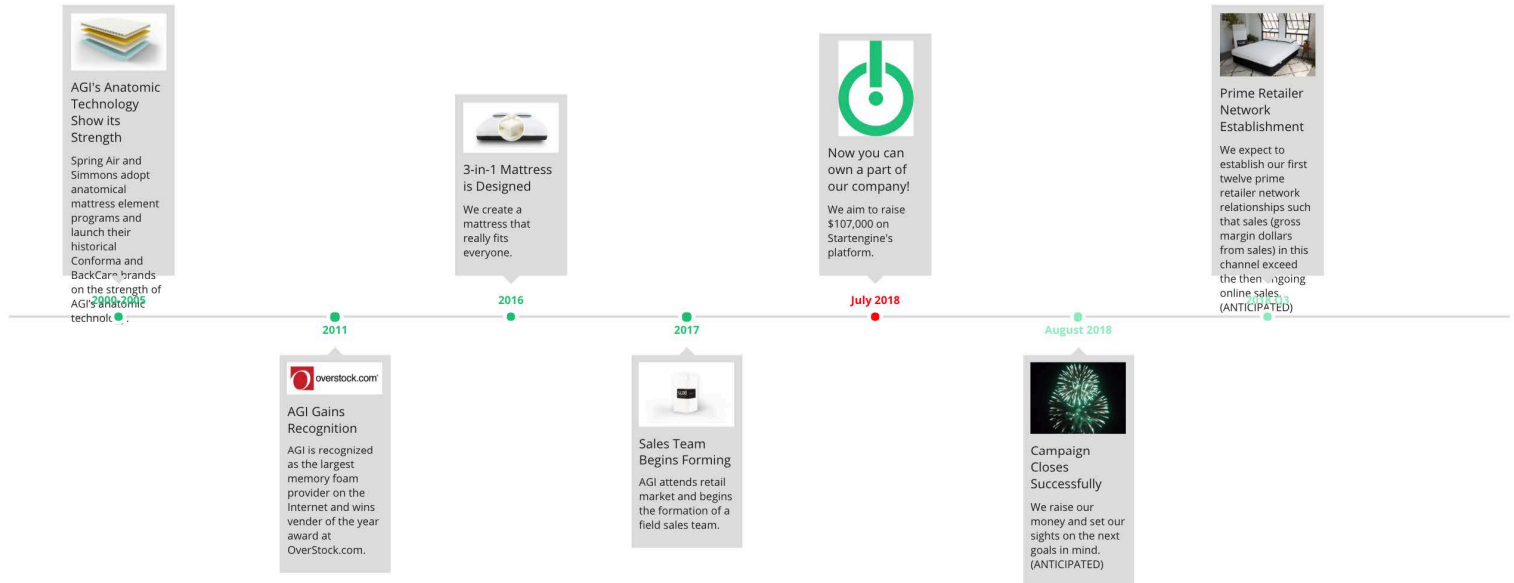 AGI's Anatomic
Technology
Show its
Strength
Spring Air and
Simmons adopt
anatomical
mattress element
programs and
launch their
historical
Conforma and
BackCare brands
on the strength of
AGI's anatomic
2000-2005
overstock.com
2011
AGI Gains
Recognition
AGI is recognized
as the largest
memory foam
provider on the
Internet and wins
vender of the year
award at
OverStock.com.
3-in-1 Mattress
is Designed
We create a
mattress that
really fits
everyone.
2016
2017
Sales Team
Begins Forming
AGI attends retail
market and begins
the formation of a
field sales team.
Now you can
own a part of
our company!
We aim to raise
$107,000 on
Startengine's
platform.
July 2018
August 2018
Campaign
Closes
Successfully
We raise our
money and set our
sights on the next
goals in mind.
(ANTICIPATED)
Prime Retailer
Network
Establishment
We expect to
establish our first
twelve prime
retailer network
relationships such
that sales (gross
margin dollars
from sales) in this
channel exceed
the then ongoing
online sales.
(ANTICIPATED)
2018 Q3